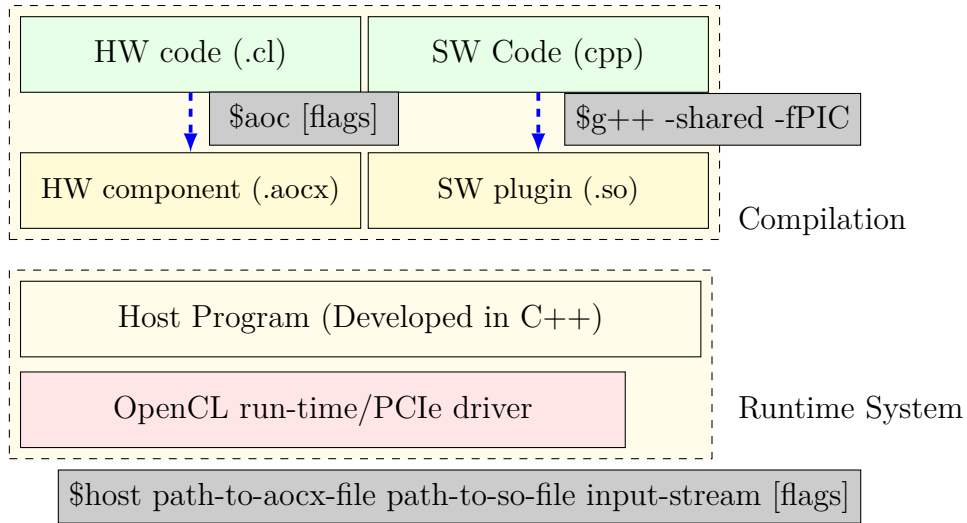 HW code (.cl)
SW Code (cpp)
$aoc [flags]
$g++ -shared -fPIC
HW component (.aocx)
SW plugin (.so)
Compilation
Host Program (Developed in C++)
OpenCL run-time/PCIe driver
Runtime System
$host path-to-aocx-file path-to-so-file input-stream [flags]